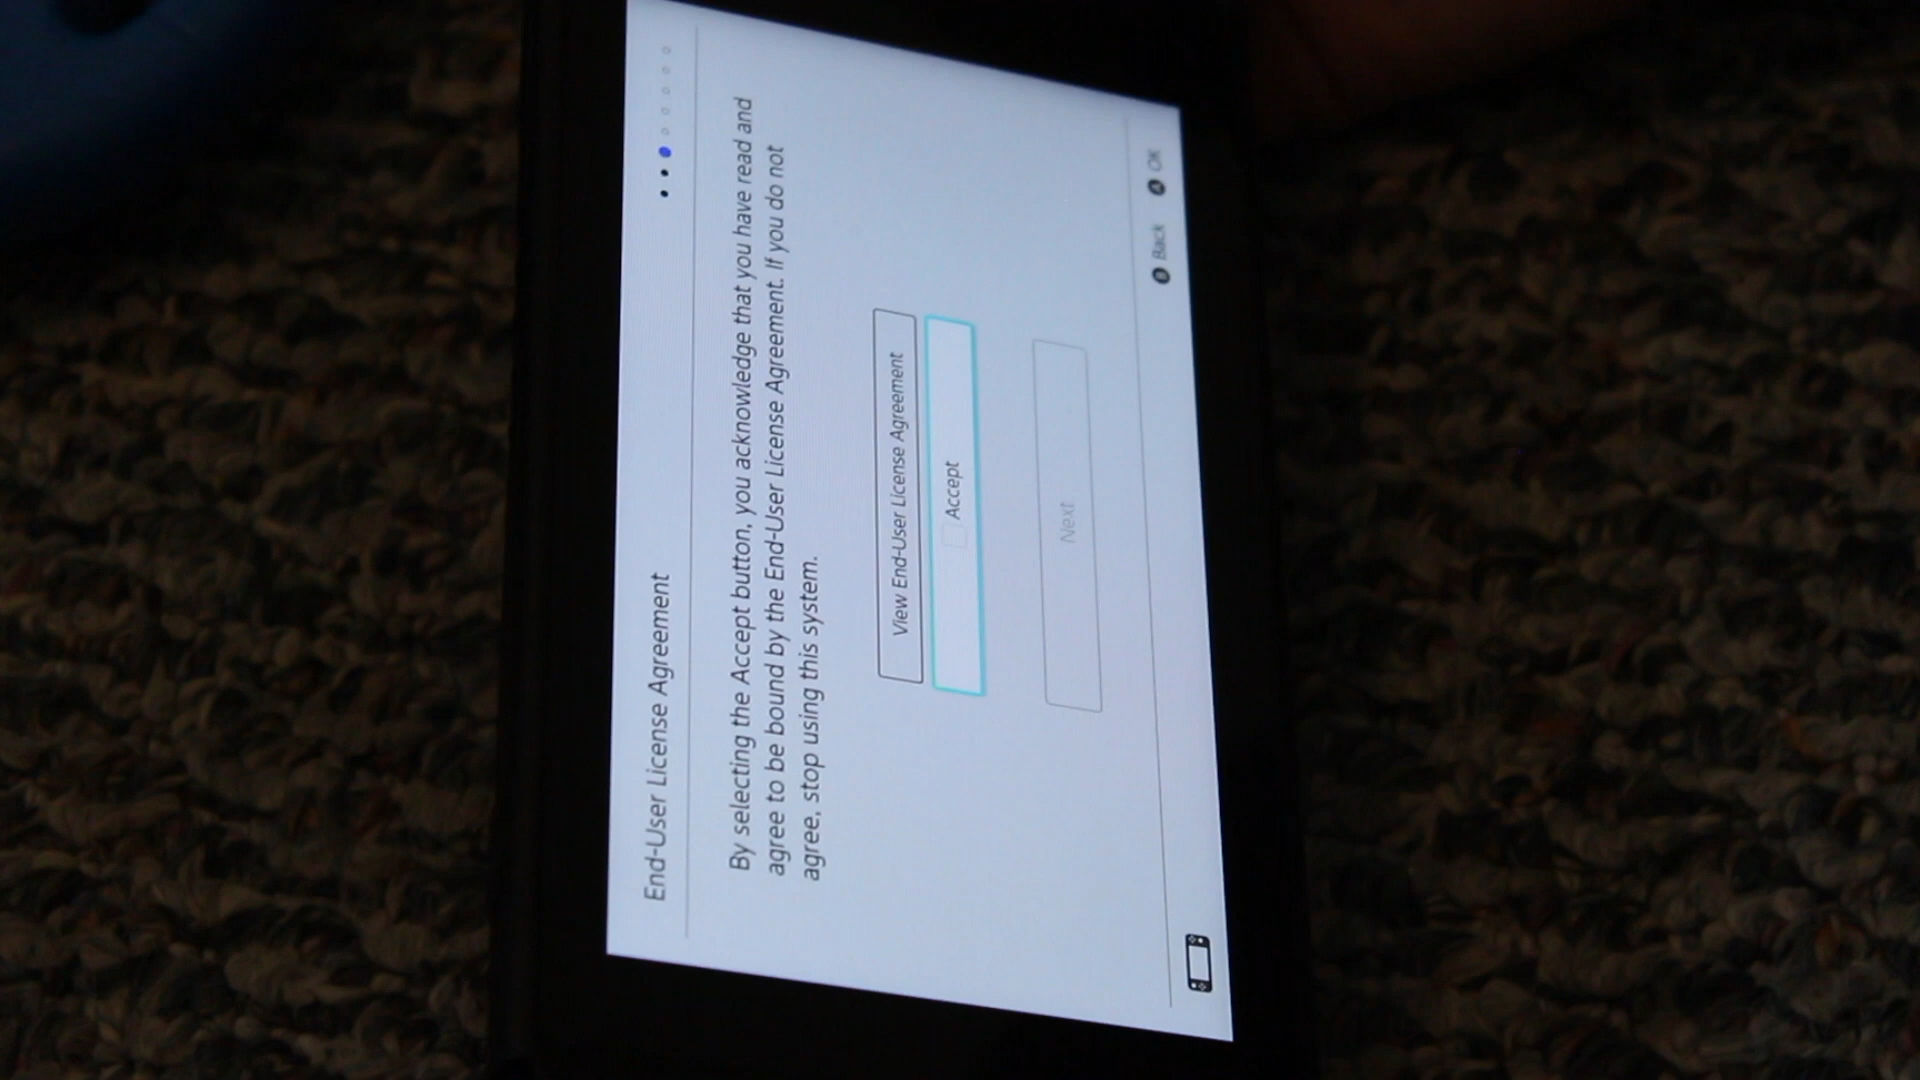 End-User License Agreement
By selecting the Accept button, you acknowledge that you have read and
agree to be bound by the End-User License Agreement. If you do not
agree, stop using this system.
View End-User License Agreement
Accept
Next
B Back A OK